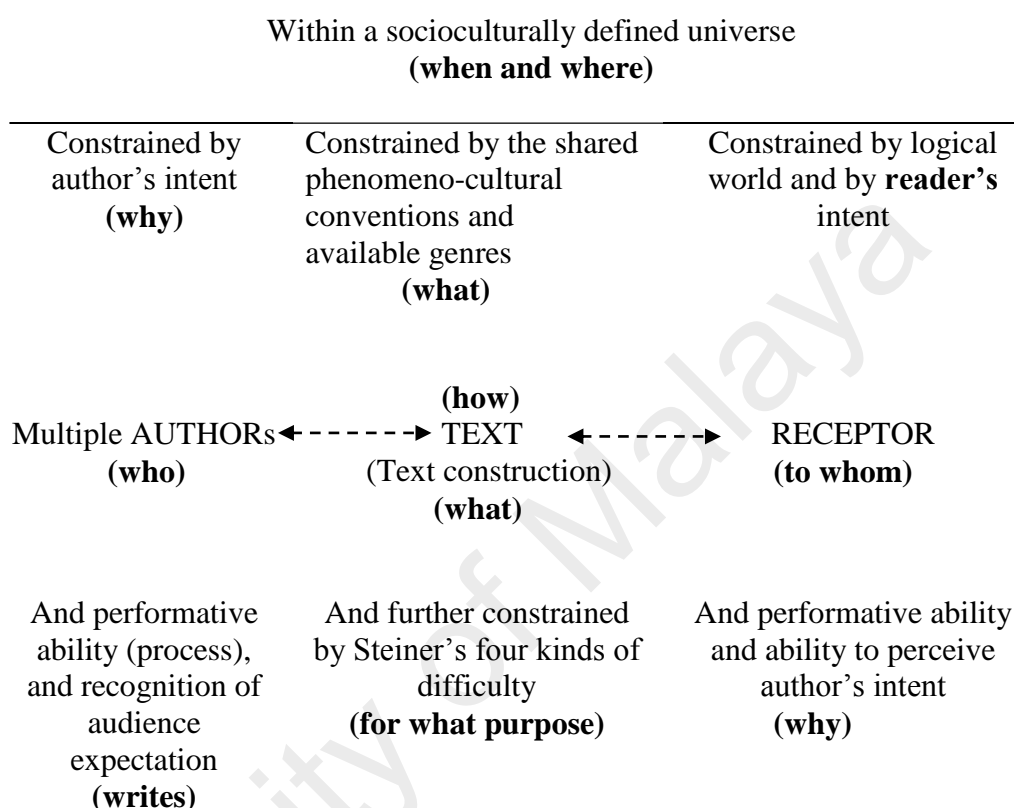 Within a socioculturally defined universe
(when and where)
Constrained by
author’s intent
(why)
Constrained by the shared
phenomeno-cultural
conventions and
available genres
(what)
Constrained by logical
world and by reader’s
intent
(how)
Multiple AUTHORs TEXT RECEPTOR
(who) (Text construction) (to whom)
(what)
And performative
ability (process),
and recognition of
audience
expectation
(writes)
And further constrained
by Steiner’s four kinds of
difficulty
(for what purpose)
And performative ability
and ability to perceive
author’s intent
(why)
ity of Malaya